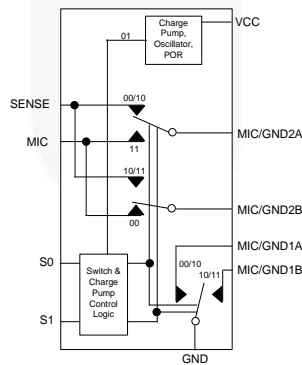 VCC
Charge
Pump,
Oscillator,
POR
01
SENSE
00/10
MIC
MIC/GND2A
11
10/11
MIC/GND2B
00
MIC/GND1A
S0
00/10
Switch &
Charge
Pump
Control
Logic
10/11
MIC/GND1B
S1
GND